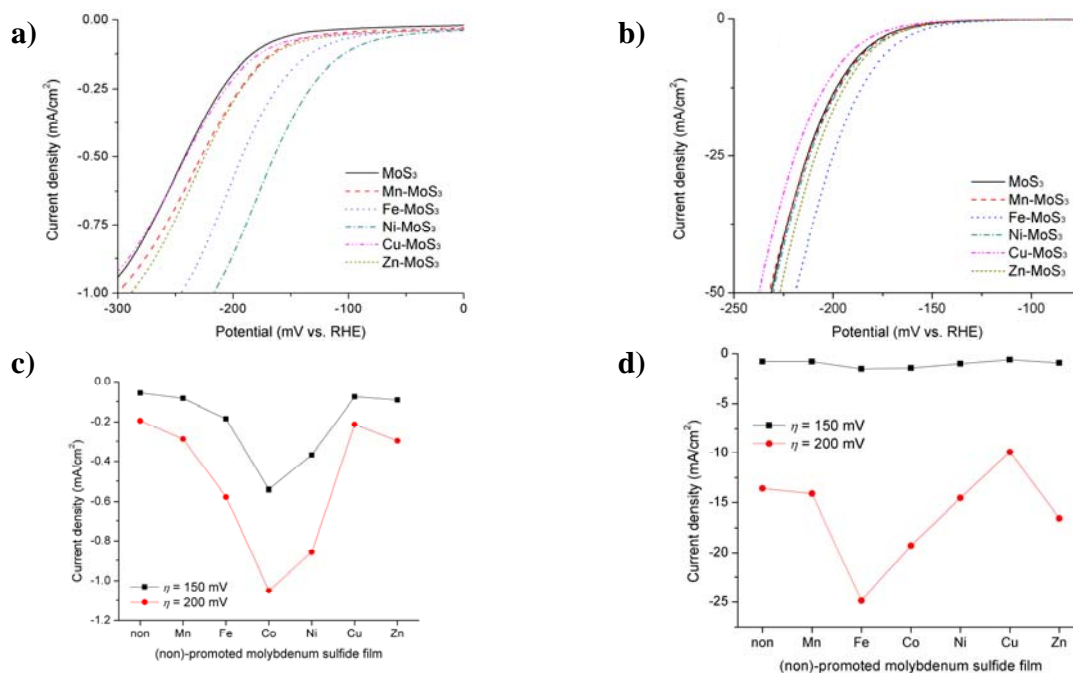 a)
0.00
-0.25
-0.50
-0.75
-1.00
Current density (mA/cm²)
MoS₃
Mn-MoS₃
Fe-MoS₃
Ni-MoS₃
Cu-MoS₃
Zn-MoS₃
-300 -200 -100 0
Potential (mV vs. RHE)
b)
0
-25
-50
Current density (mA/cm²)
MoS₃
Mn-MoS₃
Fe-MoS₃
Ni-MoS₃
Cu-MoS₃
Zn-MoS₃
-250 -200 -150 -100
Potential (mV vs. RHE)
c)
0.0
-0.2
-0.4
-0.6
-0.8
-1.0
-1.2
Current density (mA/cm²)
η = 150 mV
η = 200 mV
non Mn Fe Co Ni Cu Zn
(non)-promoted molybdenum sulfide film
d)
0
-5
-10
-15
-20
-25
Current density (mA/cm²)
η = 150 mV
η = 200 mV
non Mn Fe Co Ni Cu Zn
(non)-promoted molybdenum sulfide film